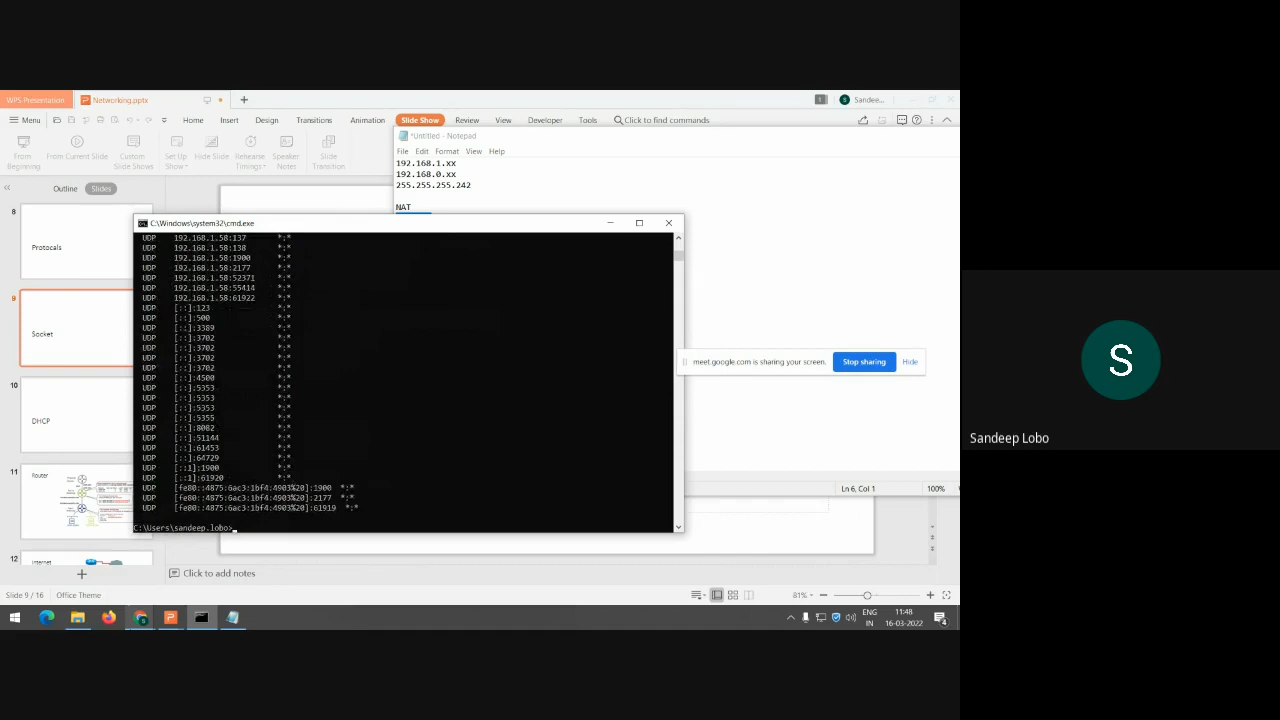 WPS Presentation
Networking.pptx
Sandee...
Menu
Home
Insert
Design
Transitions
Animation
Slide Show
Review
View
Developer
Tools
Click to find commands
From Beginning
From Current Slide
Custom Slide Shows
Set Up Show
Hide Slide
Rehearse Timings
Speaker Notes
Slide Transition
*Untitled - Notepad
File Edit Format View Help
192.168.1.xx
192.168.0.xx
255.255.255.242
NAT
Outline
Slides
8
Protocals
9
Socket
10
DHCP
11
Router
12
Internet
C:\Windows\system32\cmd.exe
UDP 192.168.1.58:137 *:*
UDP 192.168.1.58:138 *:*
UDP 192.168.1.58:1900 *:*
UDP 192.168.1.58:2177 *:*
UDP 192.168.1.58:52371 *:*
UDP 192.168.1.58:55414 *:*
UDP 192.168.1.58:61922 *:*
UDP [::]:123 *:*
UDP [::]:500 *:*
UDP [::]:3389 *:*
UDP [::]:3702 *:*
UDP [::]:3702 *:*
UDP [::]:3702 *:*
UDP [::]:3702 *:*
UDP [::]:4500 *:*
UDP [::]:5353 *:*
UDP [::]:5353 *:*
UDP [::]:5353 *:*
UDP [::]:5355 *:*
UDP [::]:8082 *:*
UDP [::]:51144 *:*
UDP [::]:61453 *:*
UDP [::]:64729 *:*
UDP [::1]:1900 *:*
UDP [::1]:61920 *:*
UDP [fe80::4875:6ac3:1bf4:4903%20]:1900 *:*
UDP [fe80::4875:6ac3:1bf4:4903%20]:2177 *:*
UDP [fe80::4875:6ac3:1bf4:4903%20]:61919 *:*
C:\Users\sandeep.lobo>
meet.google.com is sharing your screen.
Stop sharing
Hide
Ln 6, Col 1
100%
Click to add notes
Slide 9 / 16
Office Theme
81%
ENG
IN
11:48
16-03-2022
4
S
Sandeep Lobo